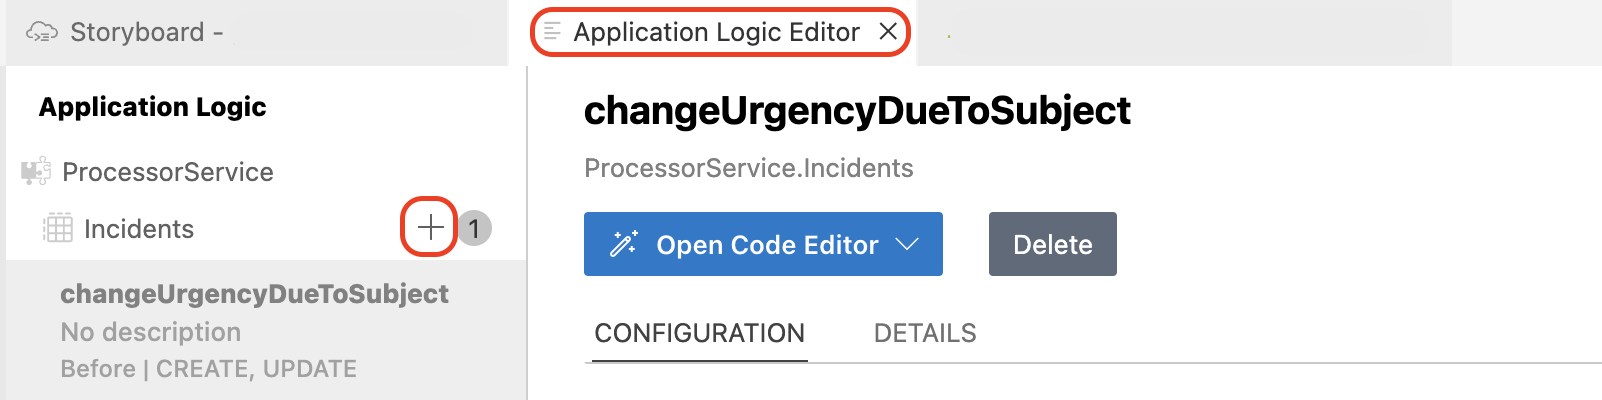 Storyboard -
Application Logic Editor
Application Logic
ProcessorService
Incidents 1
changeUrgencyDueToSubject
No description
Before | CREATE, UPDATE
changeUrgencyDueToSubject
ProcessorService.Incidents
Open Code Editor Delete
CONFIGURATION DETAILS